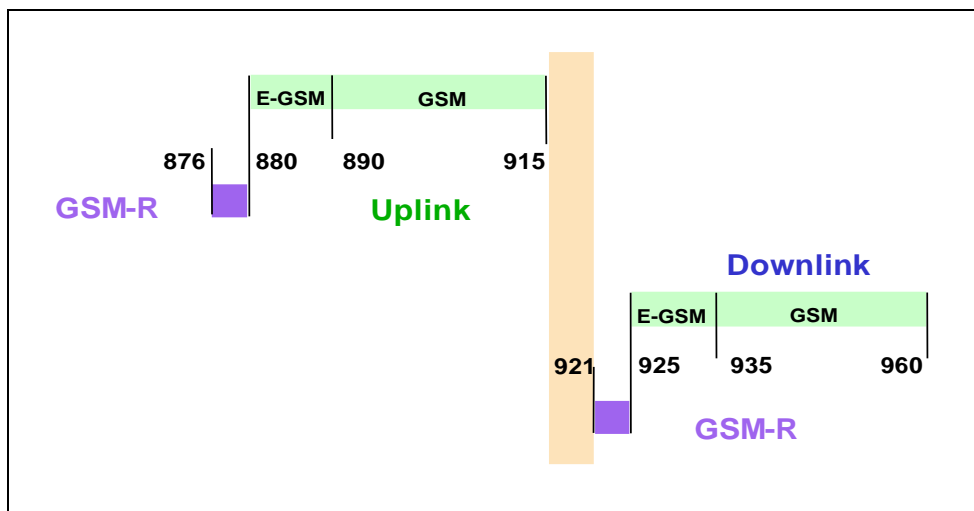 E-GSM GSM
876 880 890 915
GSM-R Uplink
Downlink
E-GSM GSM
921 925 935 960
GSM-R